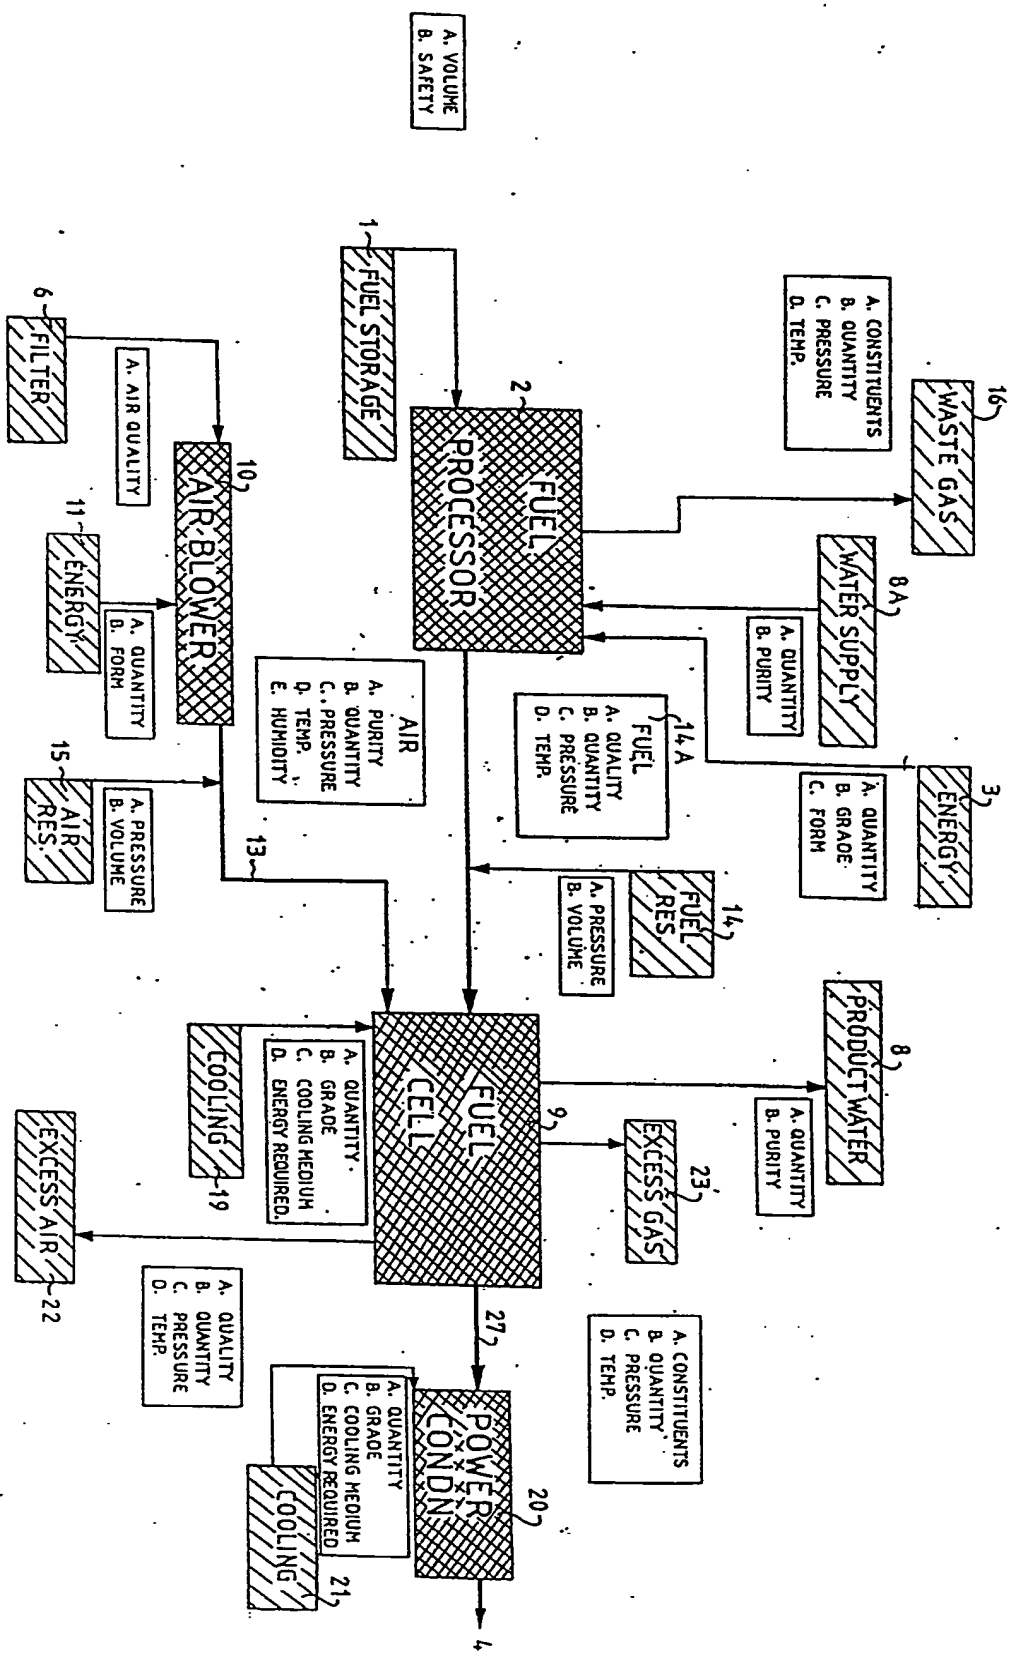 16
WASTE GAS
A. CONSTITUENTS
B. QUANTITY
C. PRESSURE
D. TEMP.
8A
WATER SUPPLY
A. QUANTITY
B. PURITY
3
ENERGY
A. QUANTITY
B. GRADE
C. FORM
8
PRODUCT WATER
A. QUANTITY
B. PURITY
23
EXCESS GAS
A. CONSTITUENTS
B. QUANTITY
C. PRESSURE
D. TEMP.
14
FUEL
RES.
A. PRESSURE
B. VOLUME
14A
FUEL
A. QUALITY
B. QUANTITY
C. PRESSURE
D. TEMP.
A. VOLUME
B. SAFETY
1
FUEL STORAGE
2
FUEL
PROCESSOR
9
FUEL
CELL
27
20
POWER
CONDN
4
AIR
A. PURITY
B. QUANTITY
C. PRESSURE
D. TEMP.
E. HUMIDITY
13
A. QUANTITY
B. GRADE
C. COOLING MEDIUM
D. ENERGY REQUIRED.
COOLING
19
A. QUANTITY
B. GRADE
C. COOLING MEDIUM
D. ENERGY REQUIRED
COOLING
21
10
AIR BLOWER
6
FILTER
A. AIR QUALITY
11
ENERGY
A. QUANTITY
B. FORM
15
AIR
RES.
A. PRESSURE
B. VOLUME
EXCESS AIR
22
A. QUALITY
B. QUANTITY
C. PRESSURE
D. TEMP.